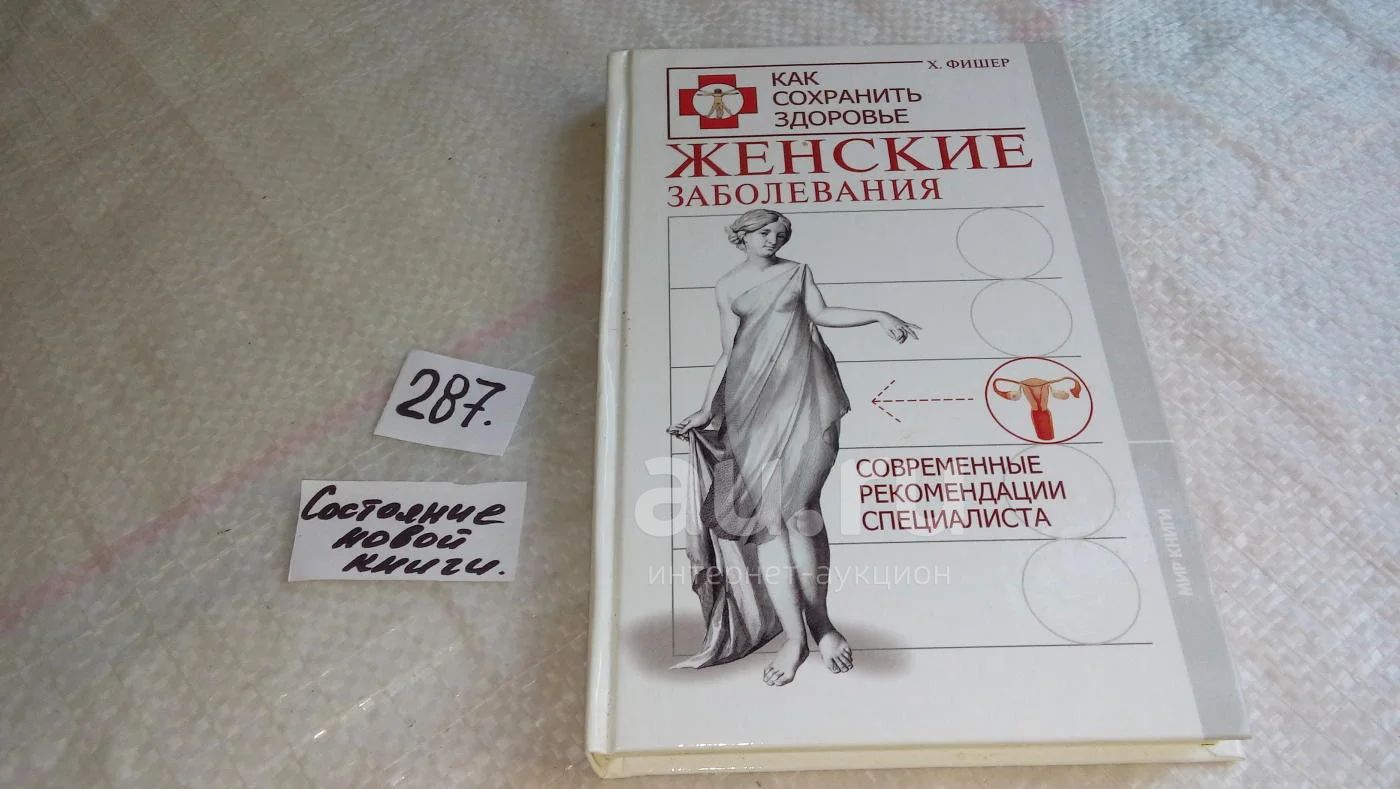 Х. ФИШЕР
КАК
СОХРАНИТЬ
ЗДОРОВЬЕ
ЖЕНСКИЕ
ЗАБОЛЕВАНИЯ
287.
Состояние
новой
книги.
СОВРЕМЕННЫЕ
РЕКОМЕНДАЦИИ
СПЕЦИАЛИСТА
МИР КНИГИ
au.ru
интернет-аукцион